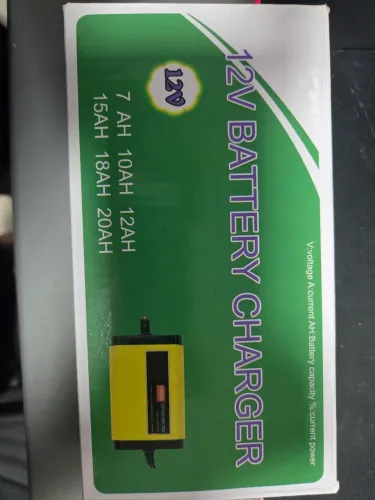 V:voltage A:current AH:Battery capacity %:current power
12V BATTERY CHARGER
12V
7 AH 10AH 12AH
15AH 18AH 20AH